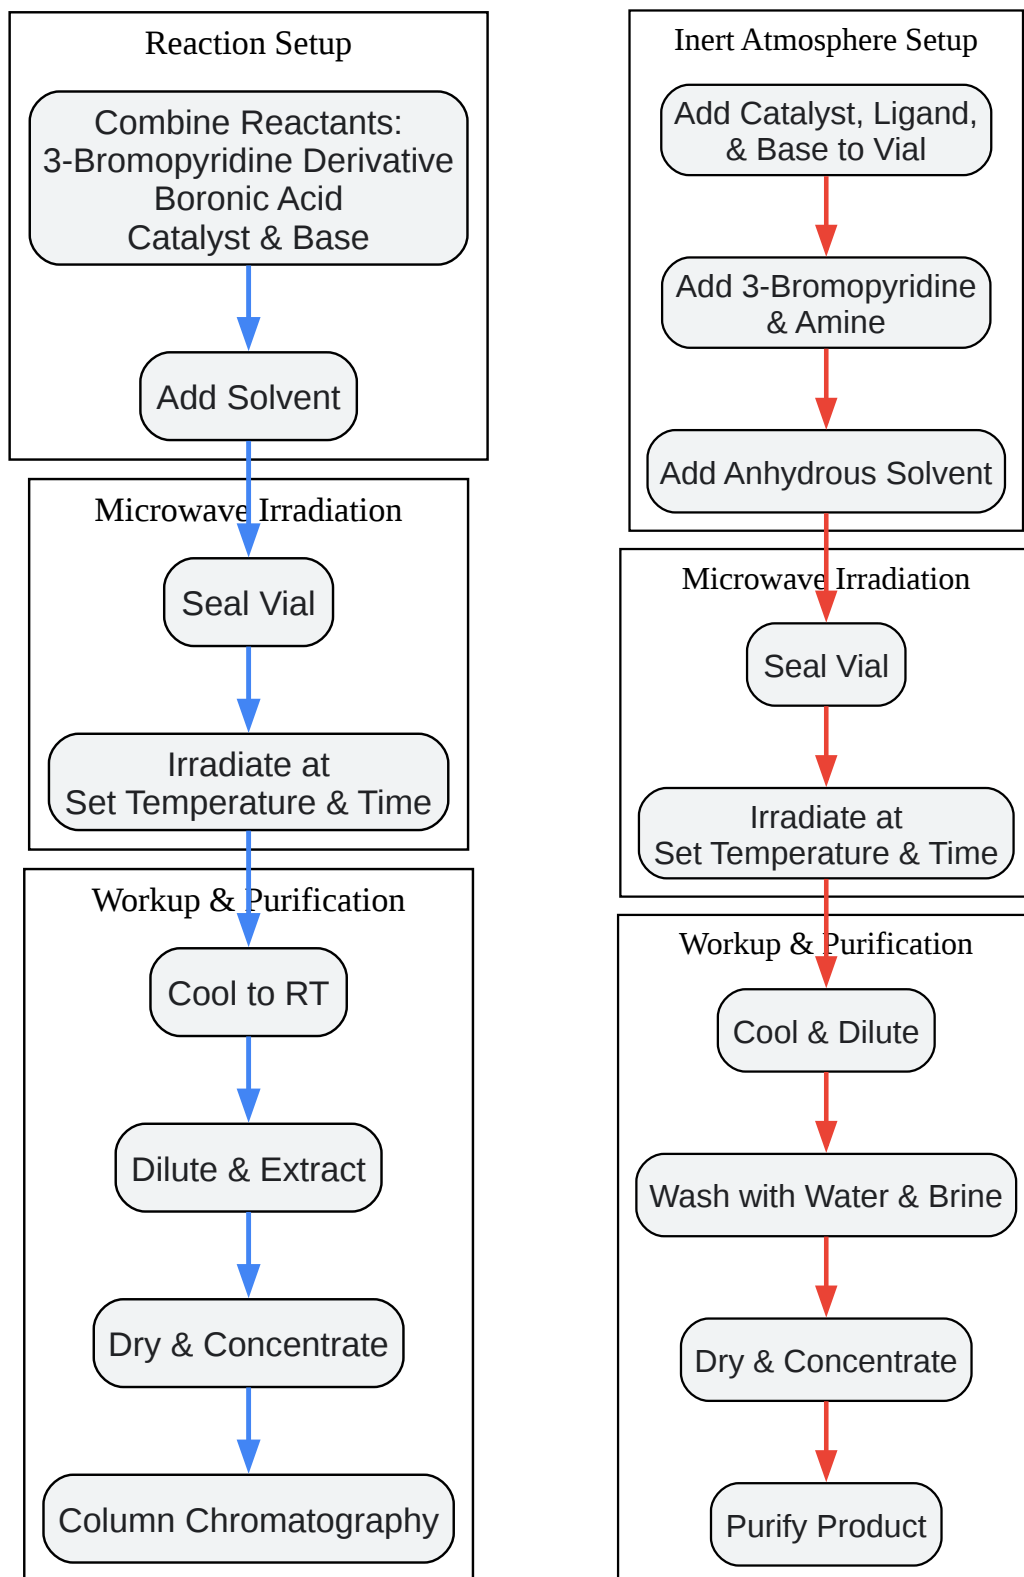 Reaction Setup
Combine Reactants:
3-Bromopyridine Derivative
Boronic Acid
Catalyst & Base
Add Solvent
Microwave Irradiation
Seal Vial
Irradiate at
Set Temperature & Time
Workup & Purification
Cool to RT
Dilute & Extract
Dry & Concentrate
Column Chromatography
Inert Atmosphere Setup
Add Catalyst, Ligand,
& Base to Vial
Add 3-Bromopyridine
& Amine
Add Anhydrous Solvent
Microwave Irradiation
Seal Vial
Irradiate at
Set Temperature & Time
Workup & Purification
Cool & Dilute
Wash with Water & Brine
Dry & Concentrate
Purify Product